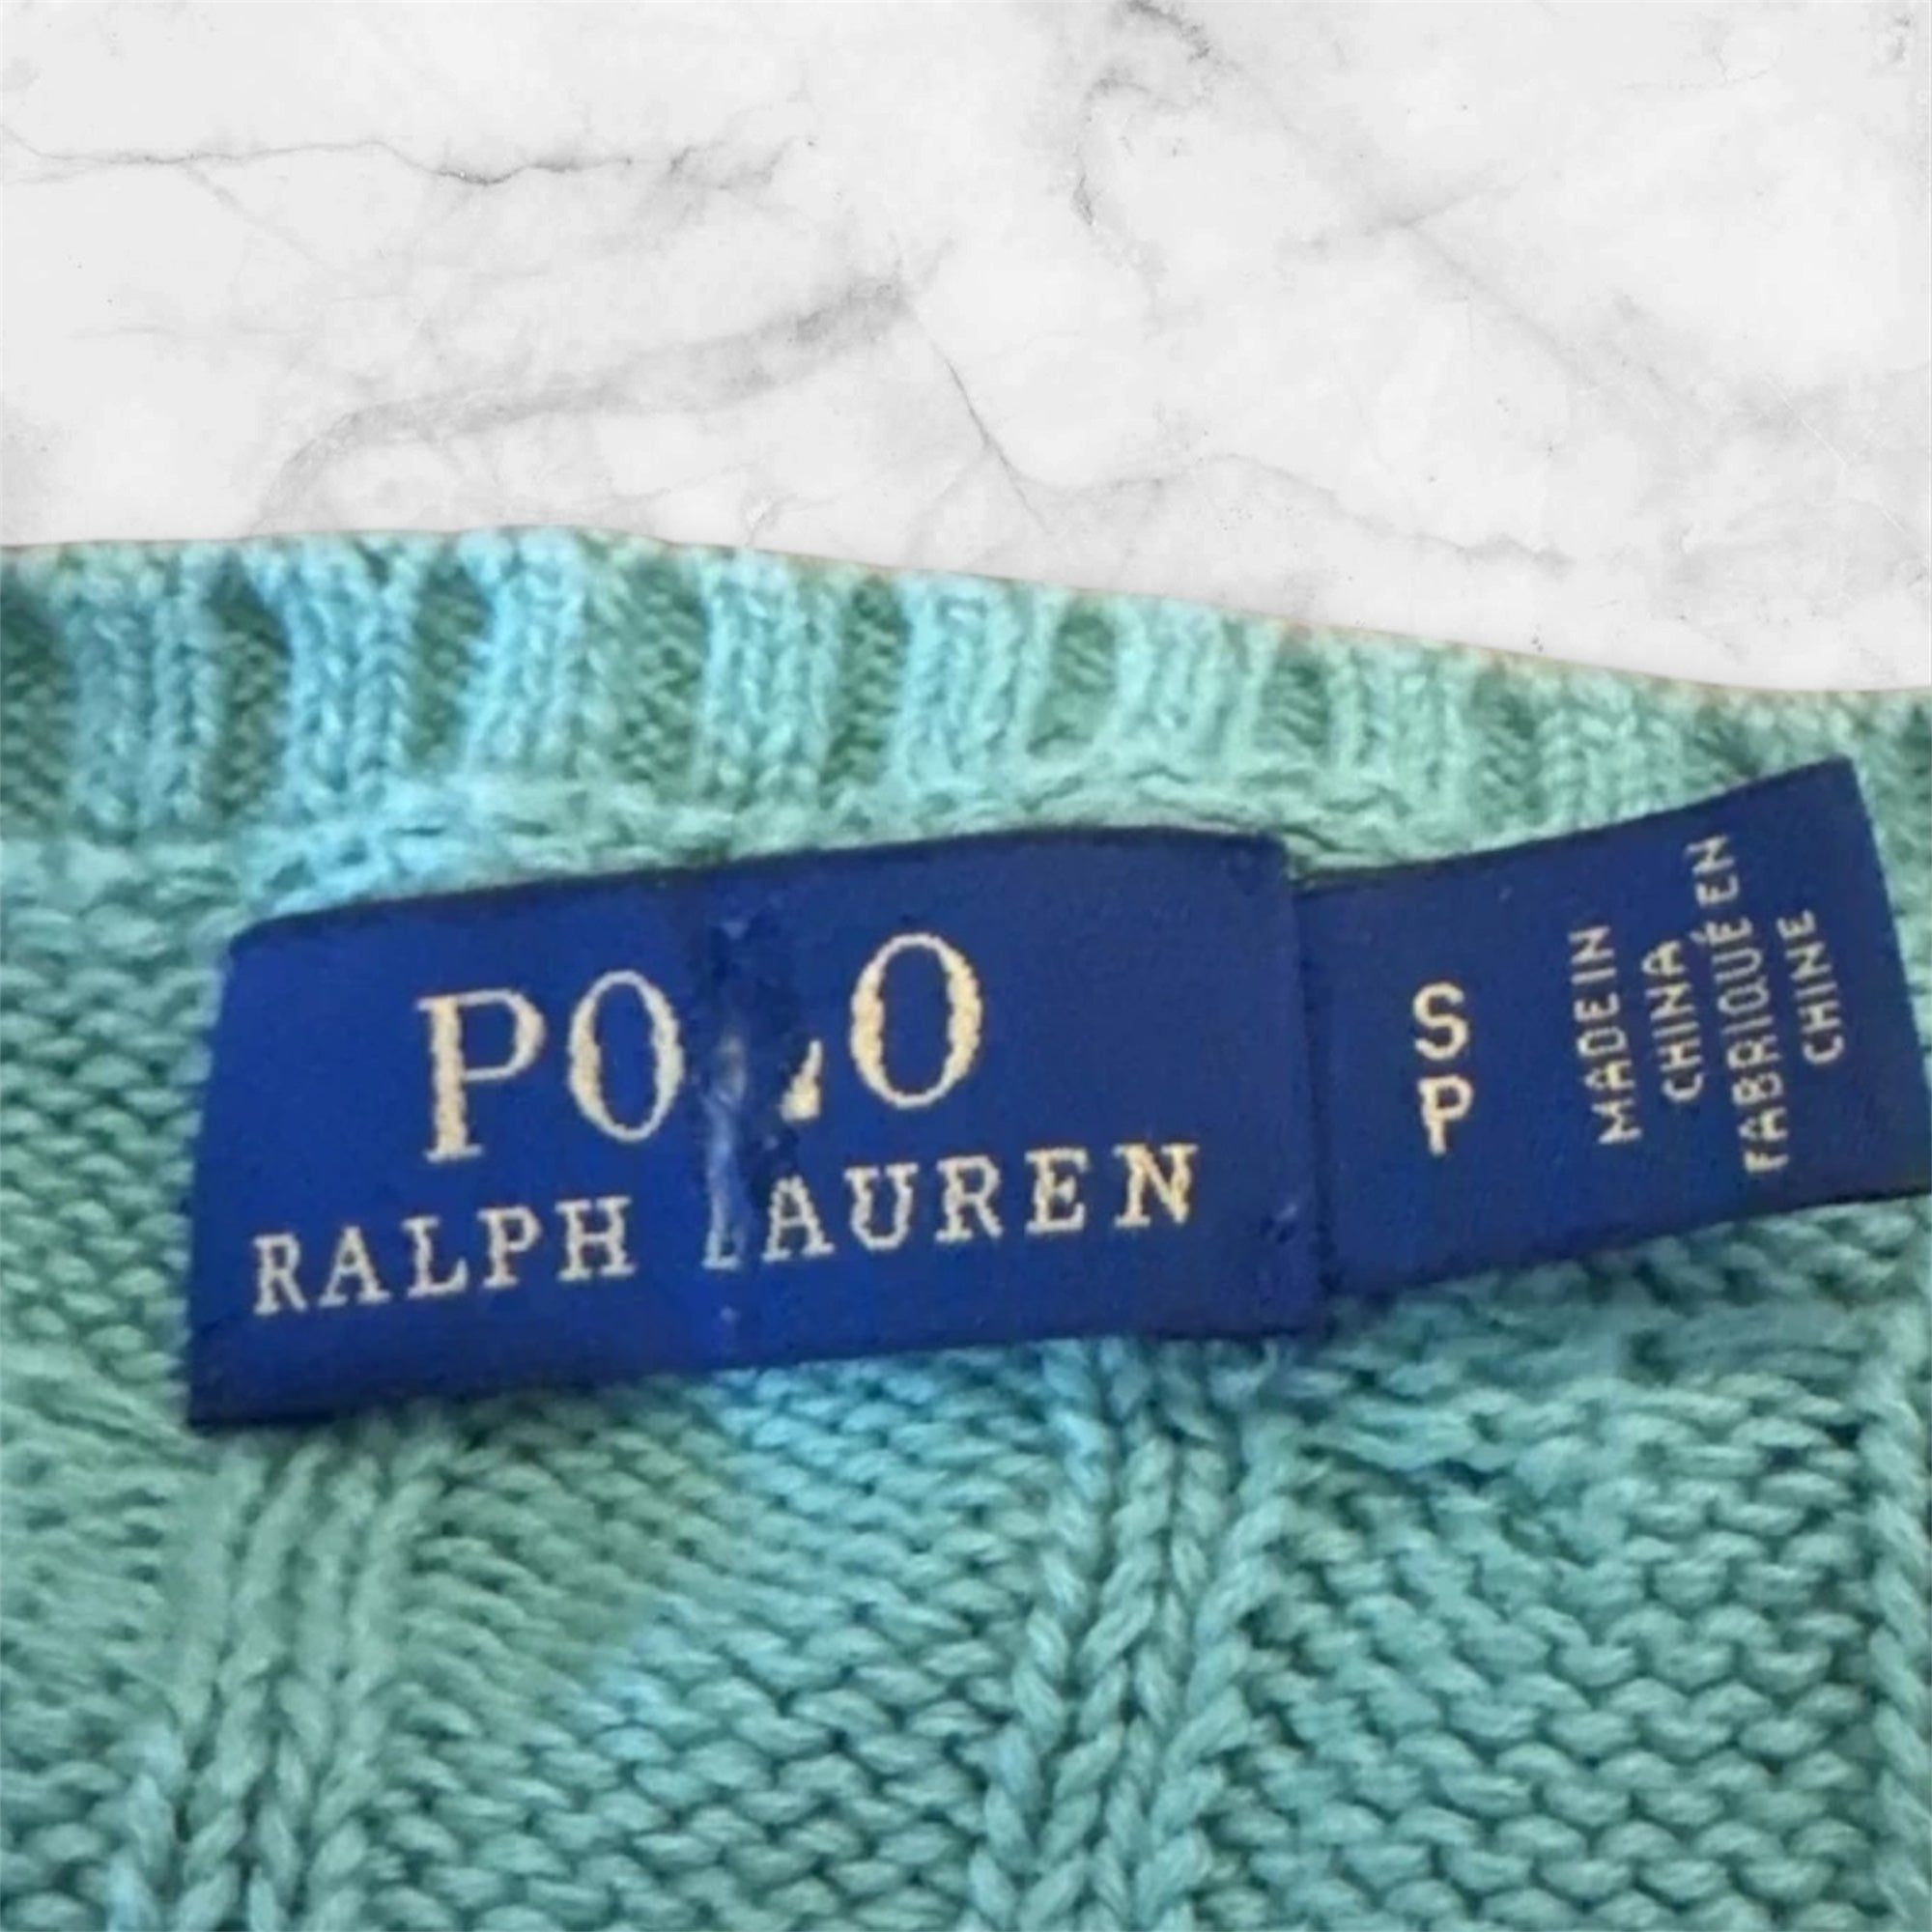 POLO
RALPH LAUREN
S
P
MADE IN
CHINA
FABRIQUÉ EN
CHINE